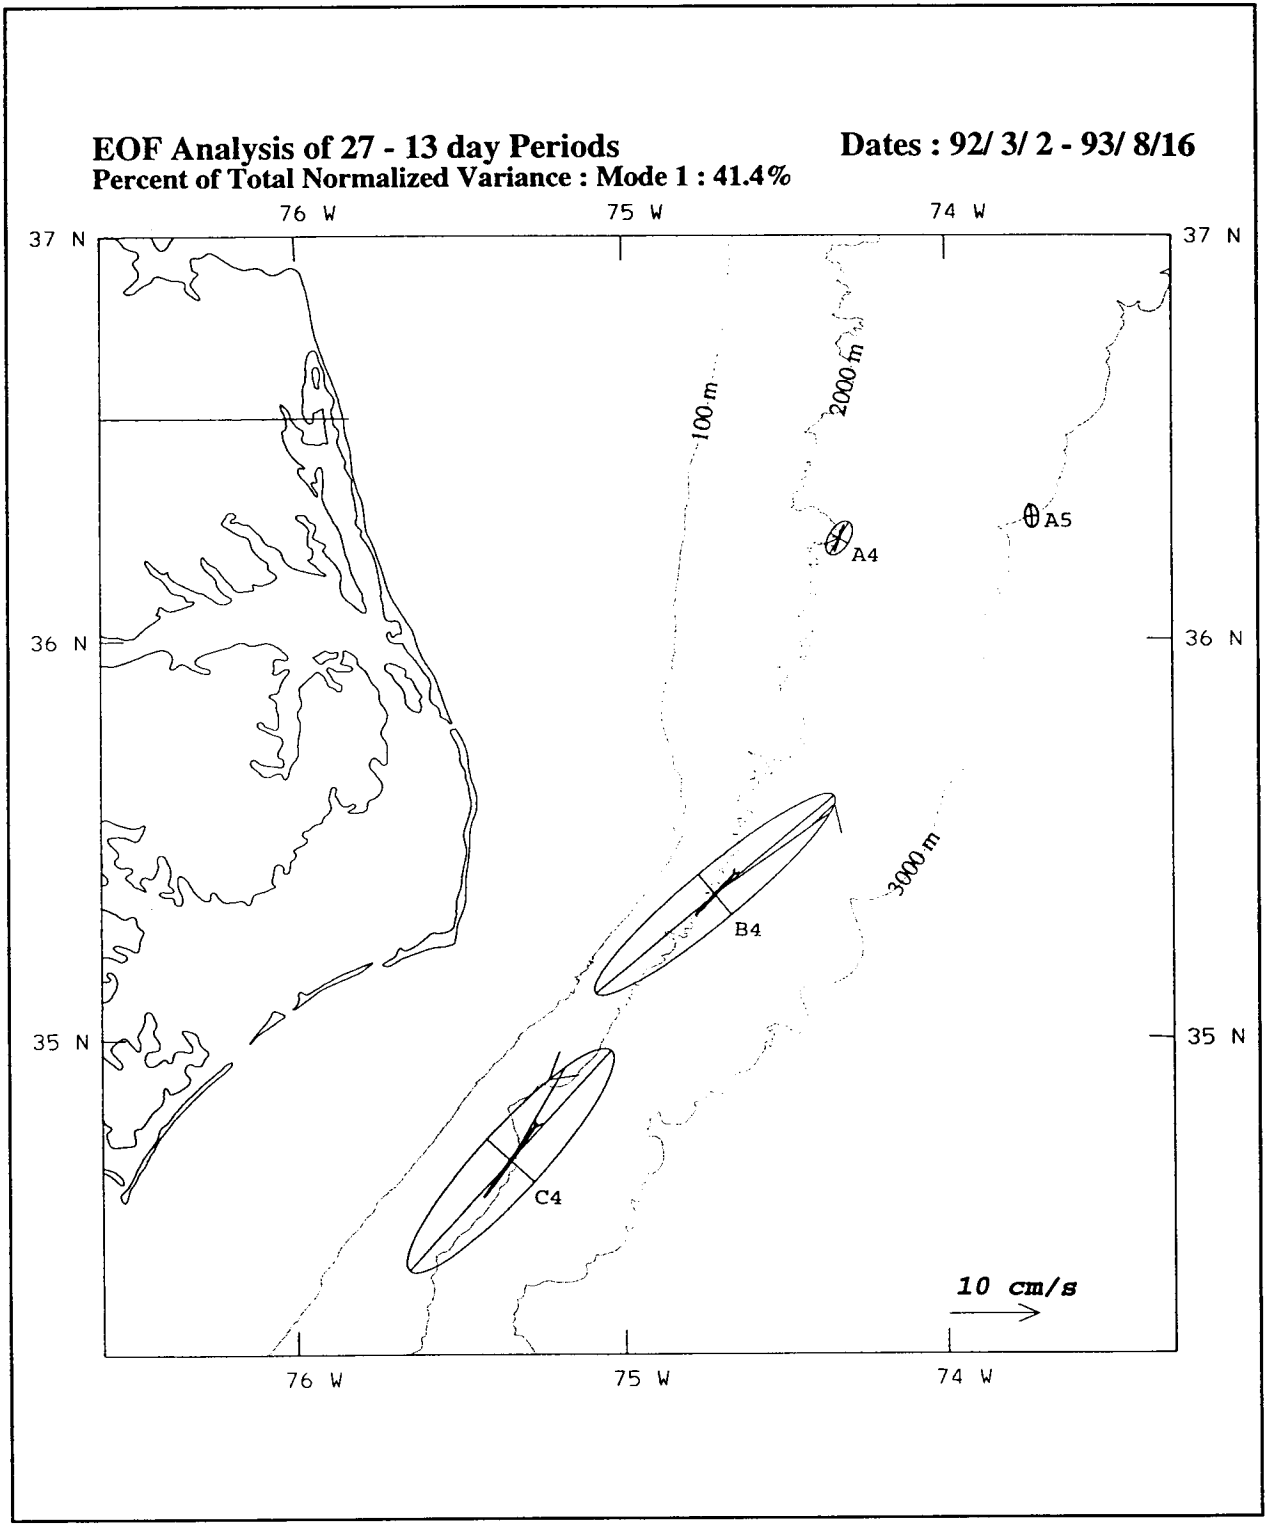 EOF Analysis of 27 - 13 day Periods
Dates : 92/ 3/ 2 - 93/ 8/16
Percent of Total Normalized Variance : Mode 1 : 41.4%
76 W
75 W
74 W
37 N
37 N
2000 m
100 m
A5
A4
36 N
36 N
3000 m
B4
35 N
35 N
C4
10 cm/s
76 W
75 W
74 W